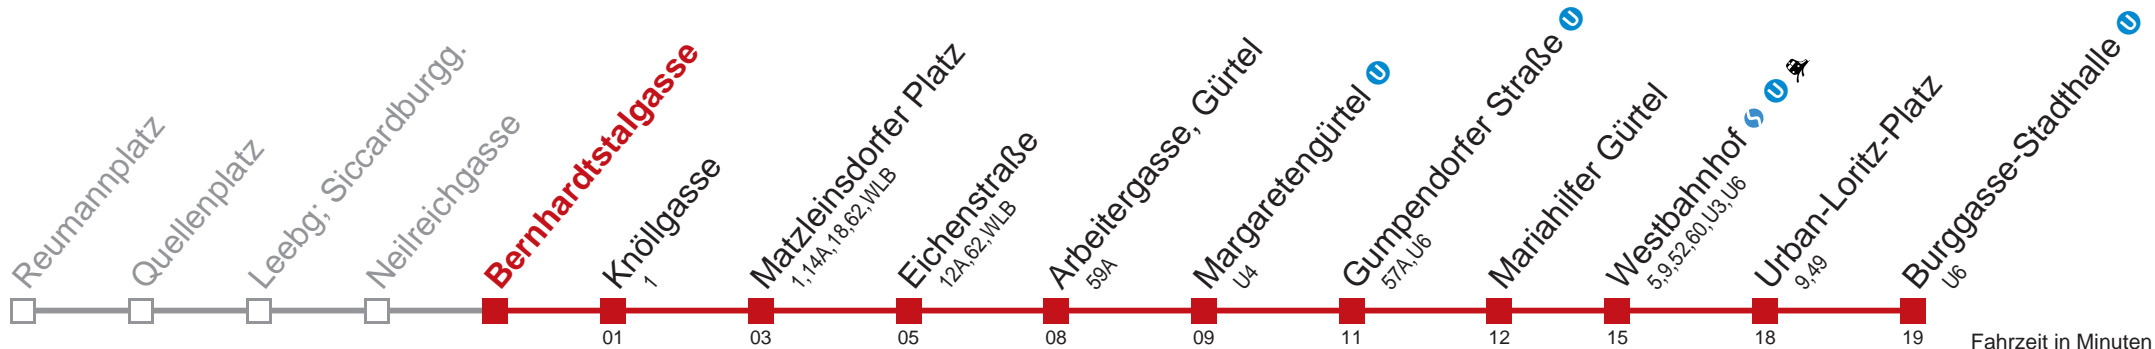 Reumannplatz
Quellenplatz
Leebg; Siccardburgg.
Neilreichgasse
Bernhardtstalgasse
Knöllgasse
1
Matzleinsdorfer Platz
1,14A,18,62,WLB
Eichenstraße
12A,62,WLB
Arbeitergasse, Gürtel
59A
Margaretengürtel U
U4
Gumpendorfer Straße U
57A,U6
Mariahilfer Gürtel
Westbahnhof S U
5,9,52,60,U3,U6
Urban-Loritz-Platz
9,49
Burggasse-Stadthalle U
U6
01 03 05 08 09 11 12 15 18 19 Fahrzeit in Minuten